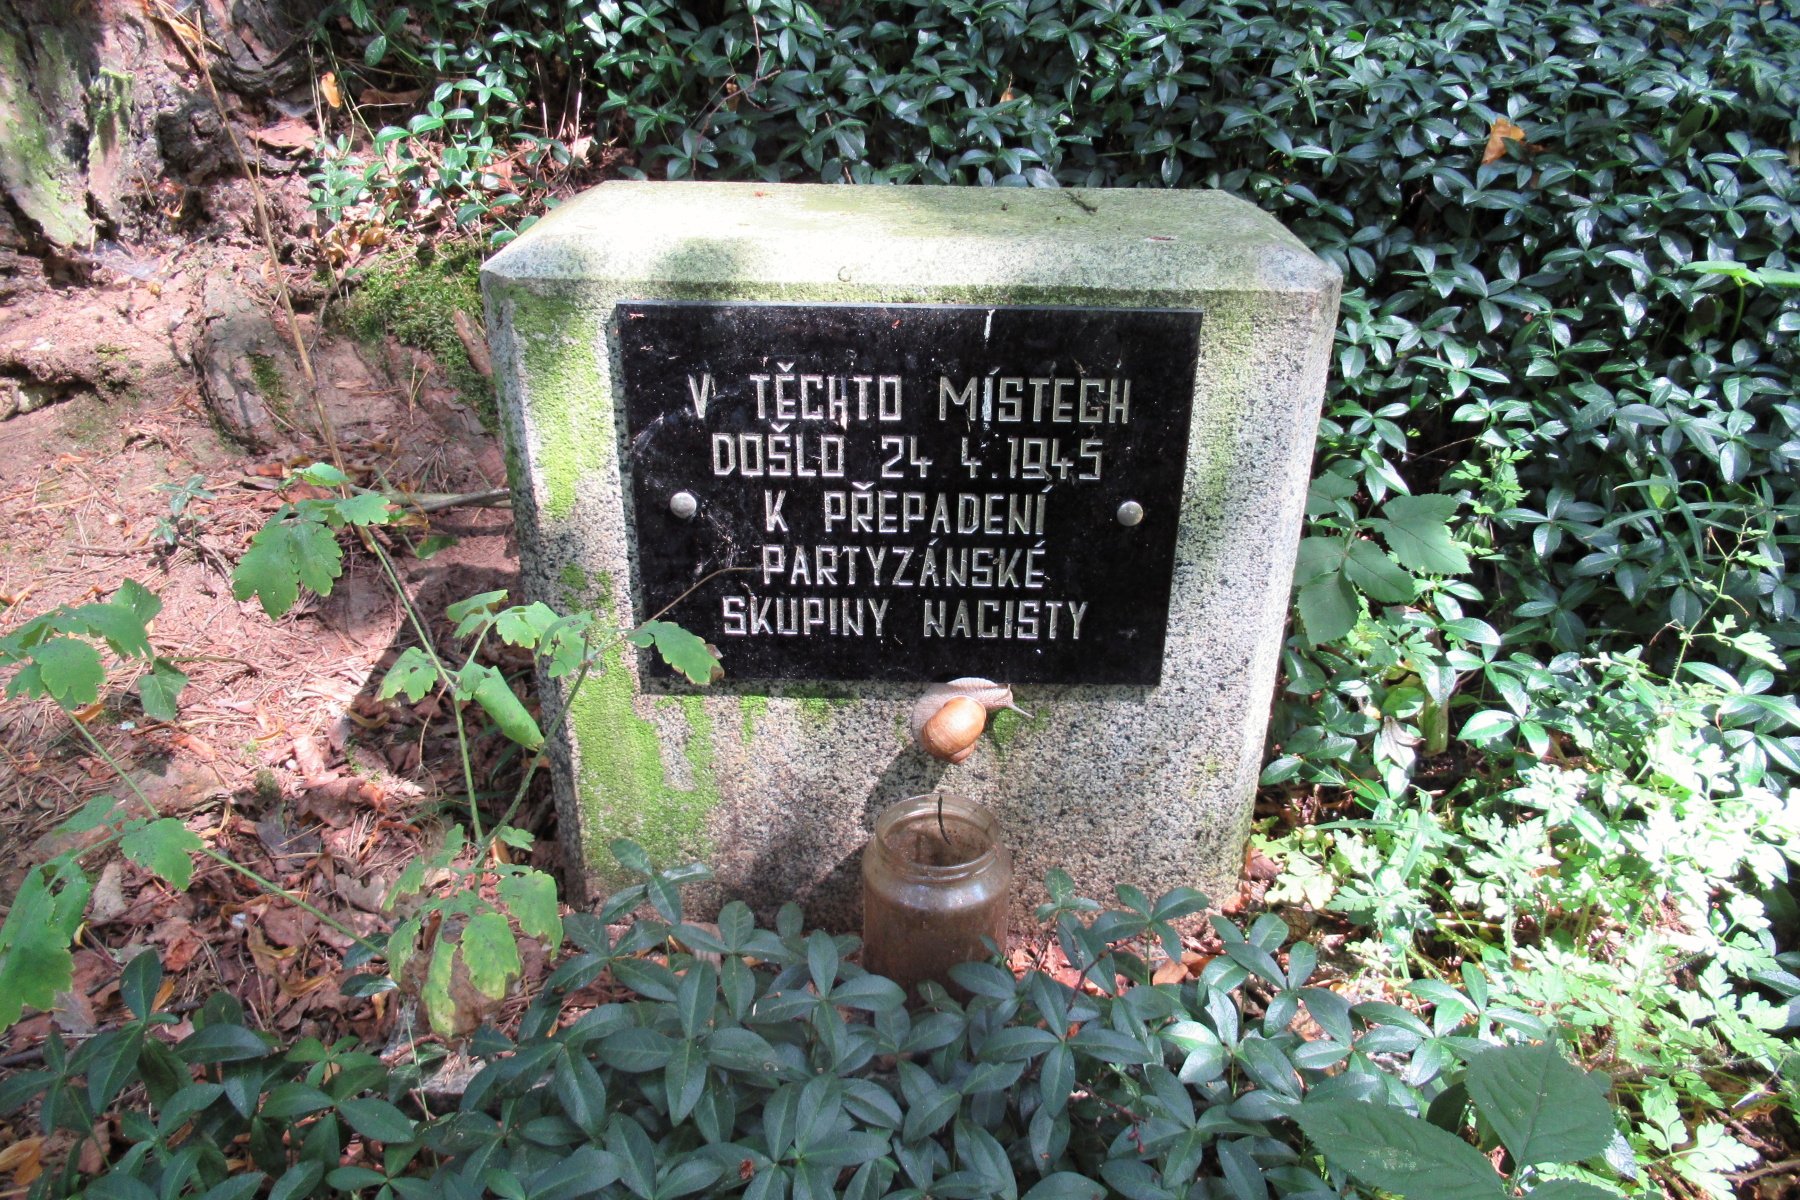 V TĚCHTO MÍSTECH
DOŠLO 24 4.1945
K PŘEPADENÍ
PARTYZÁNSKÉ
SKUPINY NACISTY